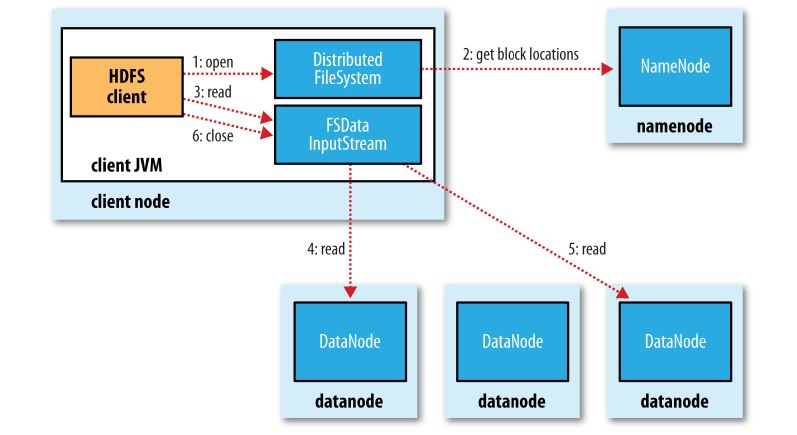 HDFS
client
1: open
3: read
6: close
Distributed
FileSystem
FSData
InputStream
client JVM
client node
2: get block locations
NameNode
namenode
4: read
5: read
DataNode
datanode
DataNode
datanode
DataNode
datanode